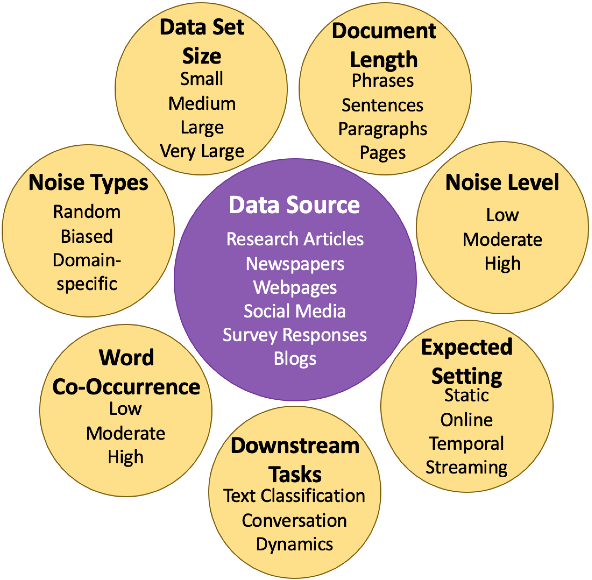 Data Set
Size
Small
Medium
Large
Very Large
Document
Length
Phrases
Sentences
Paragraphs
Pages
Noise Types
Random
Biased
Domain-
specific
Data Source
Research Articles
Newspapers
Webpages
Social Media
Survey Responses
Blogs
Noise Level
Low
Moderate
High
Word
Co-Occurrence
Low
Moderate
High
Expected
Setting
Static
Online
Temporal
Streaming
Downstream
Tasks
Text Classification
Conversation
Dynamics